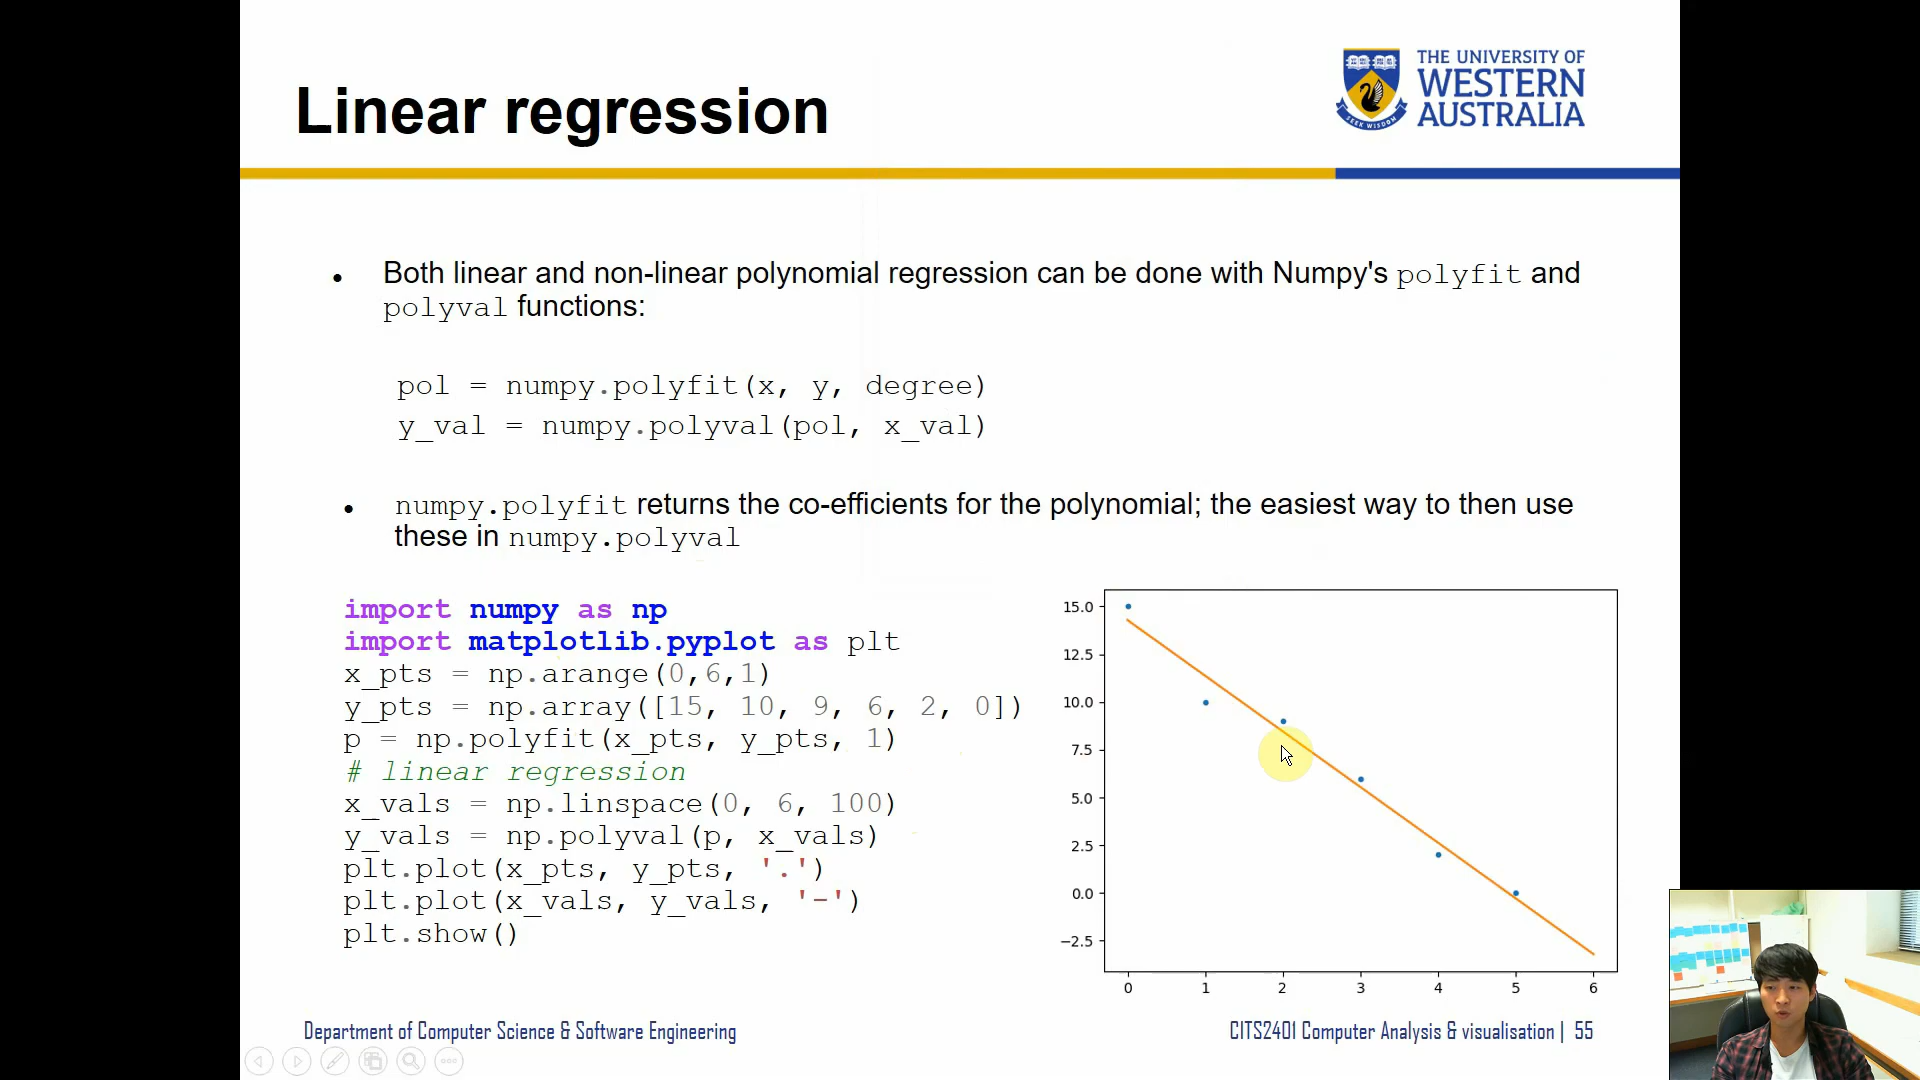 Linear regression
THE UNIVERSITY OF
WESTERN
AUSTRALIA
SEEK WISDOM
• Both linear and non-linear polynomial regression can be done with Numpy's polyfit and
polyval functions:
pol = numpy.polyfit(x, y, degree)
y_val = numpy.polyval(pol, x_val)
• numpy.polyfit returns the co-efficients for the polynomial; the easiest way to then use
these in numpy.polyval
import numpy as np
import matplotlib.pyplot as plt
x_pts = np.arange(0,6,1)
y_pts = np.array([15, 10, 9, 6, 2, 0])
p = np.polyfit(x_pts, y_pts, 1)
# linear regression
x_vals = np.linspace(0, 6, 100)
y_vals = np.polyval(p, x_vals)
plt.plot(x_pts, y_pts, '.')
plt.plot(x_vals, y_vals, '-')
plt.show()
15.0
12.5
10.0
7.5
5.0
2.5
0.0
−2.5
0 1 2 3 4 5 6
Department of Computer Science & Software Engineering
CITS2401 Computer Analysis & visualisation | 55